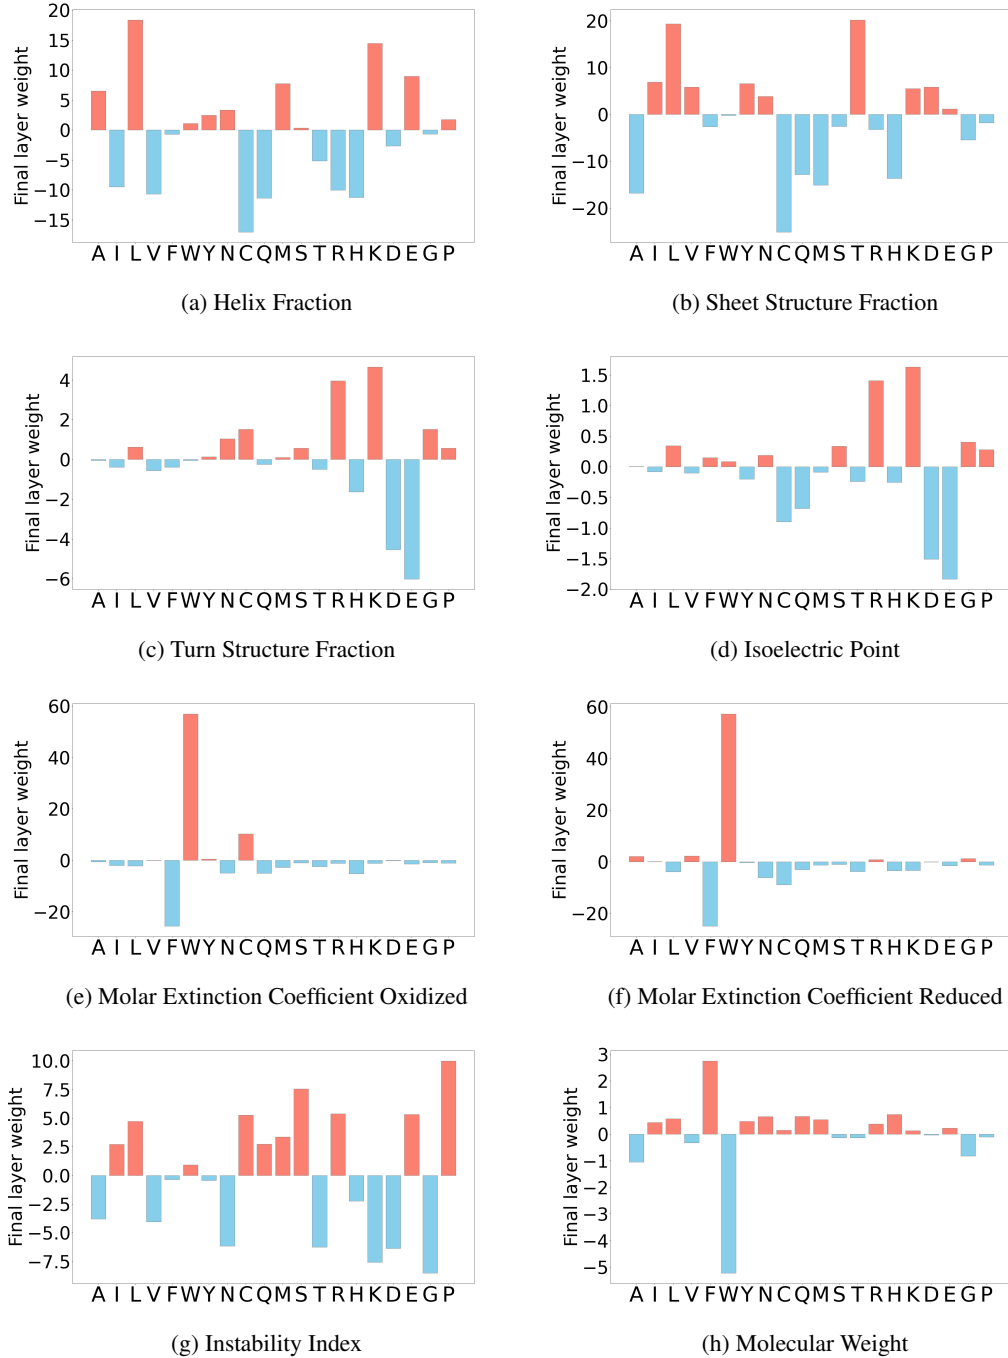 20
15
10
5
0
−5
−10
−15
Final layer weight
A I L V F W Y N C Q M S T R H K D E G P
(a) Helix Fraction
20
10
0
−10
−20
Final layer weight
A I L V F W Y N C Q M S T R H K D E G P
(b) Sheet Structure Fraction
4
2
0
−2
−4
−6
Final layer weight
A I L V F W Y N C Q M S T R H K D E G P
(c) Turn Structure Fraction
1.5
1.0
0.5
0.0
−0.5
−1.0
−1.5
−2.0
Final layer weight
A I L V F W Y N C Q M S T R H K D E G P
(d) Isoelectric Point
60
40
20
0
−20
Final layer weight
A I L V F W Y N C Q M S T R H K D E G P
(e) Molar Extinction Coefficient Oxidized
60
40
20
0
−20
Final layer weight
A I L V F W Y N C Q M S T R H K D E G P
(f) Molar Extinction Coefficient Reduced
10.0
7.5
5.0
2.5
0.0
−2.5
−5.0
−7.5
Final layer weight
A I L V F W Y N C Q M S T R H K D E G P
(g) Instability Index
3
2
1
0
−1
−2
−3
−4
−5
Final layer weight
A I L V F W Y N C Q M S T R H K D E G P
(h) Molecular Weight